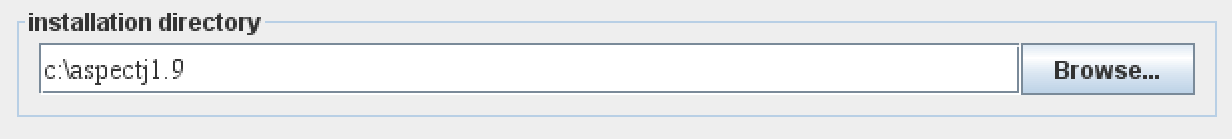 installation directory
c:\aspectj1.9
Browse...